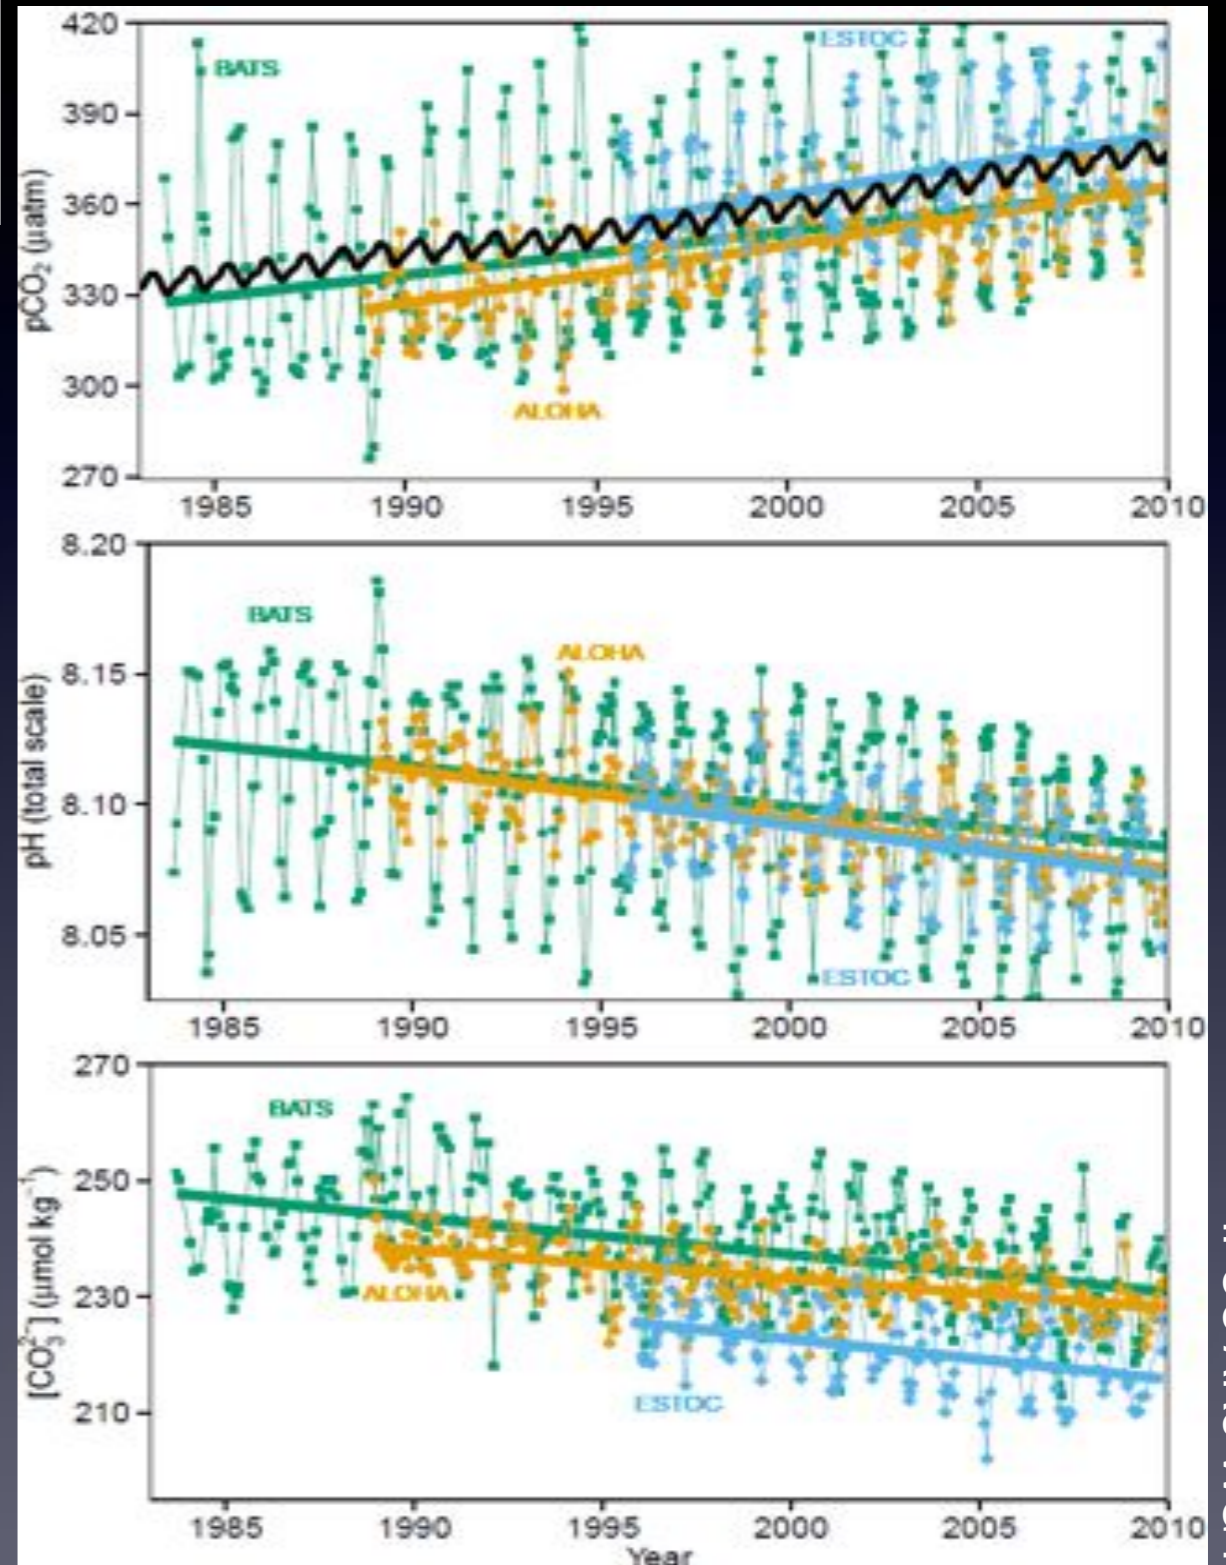 420
BATS
ESTOC
390
360
330
300
270
pCO₂ (µatm)
ALOHA
1985 1990 1995 2000 2005 2010
8.20
BATS
ALOHA
8.15
8.10
8.05
pH (total scale)
ESTOC
1985 1990 1995 2000 2005 2010
270
BATS
250
230
210
[CO₃²⁻] (µmol kg⁻¹)
ALOHA
ESTOC
1985 1990 1995 2000 2005 2010
Year